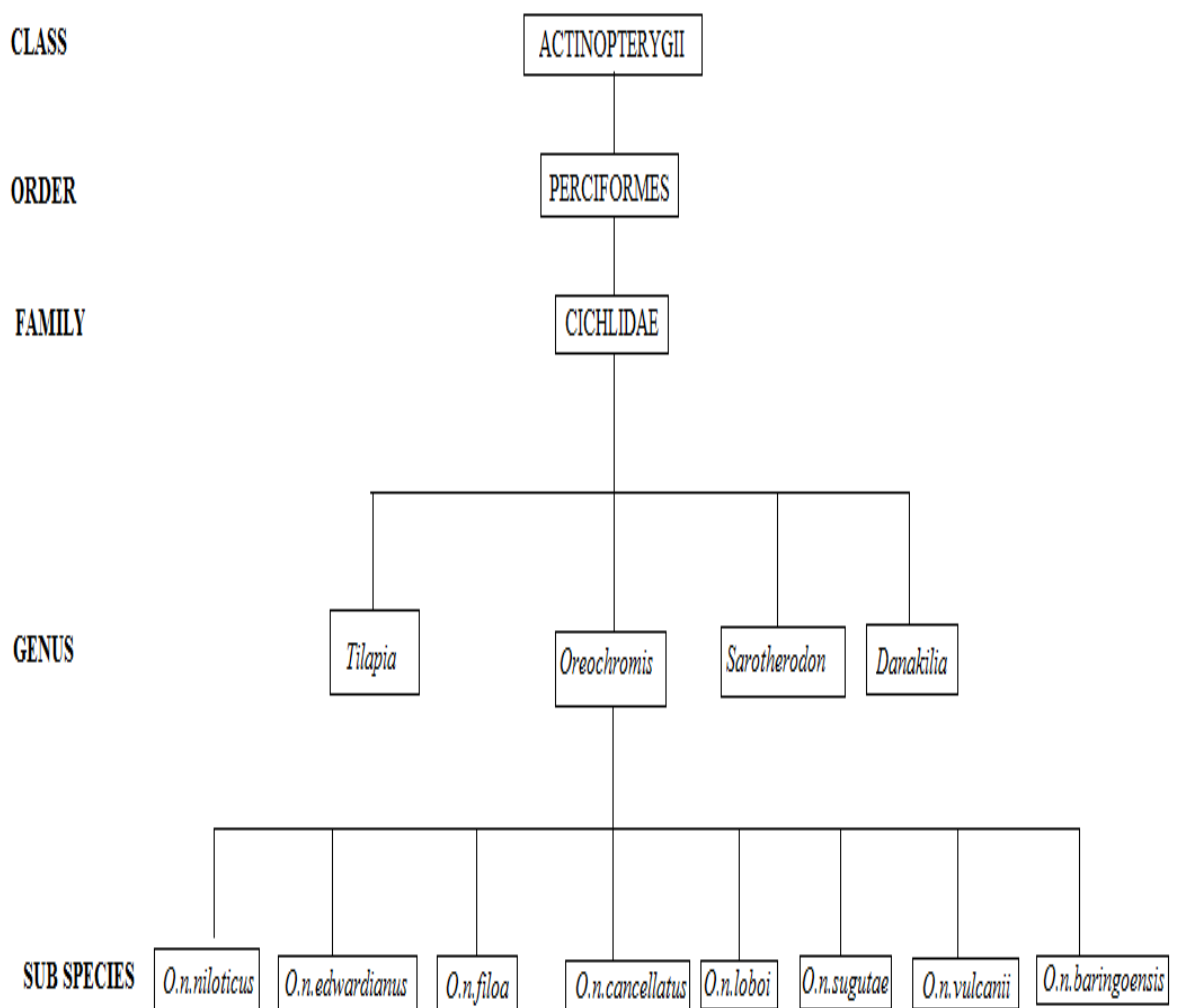 CLASS
ACTINOPTERYGII
ORDER
PERCIFORMES
FAMILY
CICHLIDAE
GENUS
Tilapia
Oreochromis
Sarotherodon
Danakilia
SUB SPECIES
O.n.niloticus
O.n.edwardianus
O.n.filoa
O.n.cancellatus
O.n.loboi
O.n.sugutae
O.n.vulcanii
O.n.baringoensis